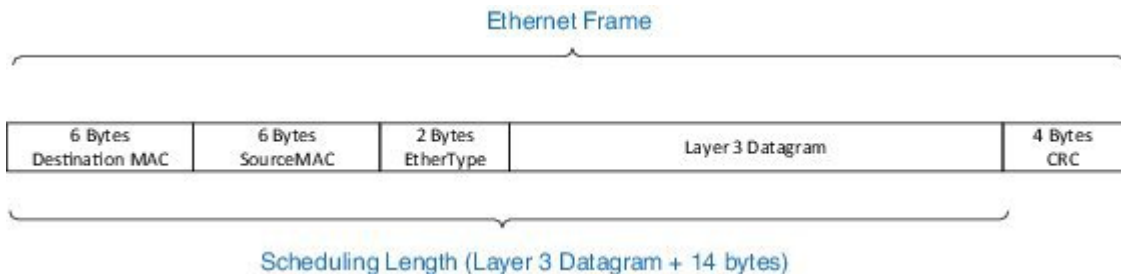 Ethernet Frame
6 Bytes
Destination MAC
6 Bytes
SourceMAC
2 Bytes
EtherType
Layer 3 Datagram
4 Bytes
CRC
Scheduling Length (Layer 3 Datagram + 14 bytes)